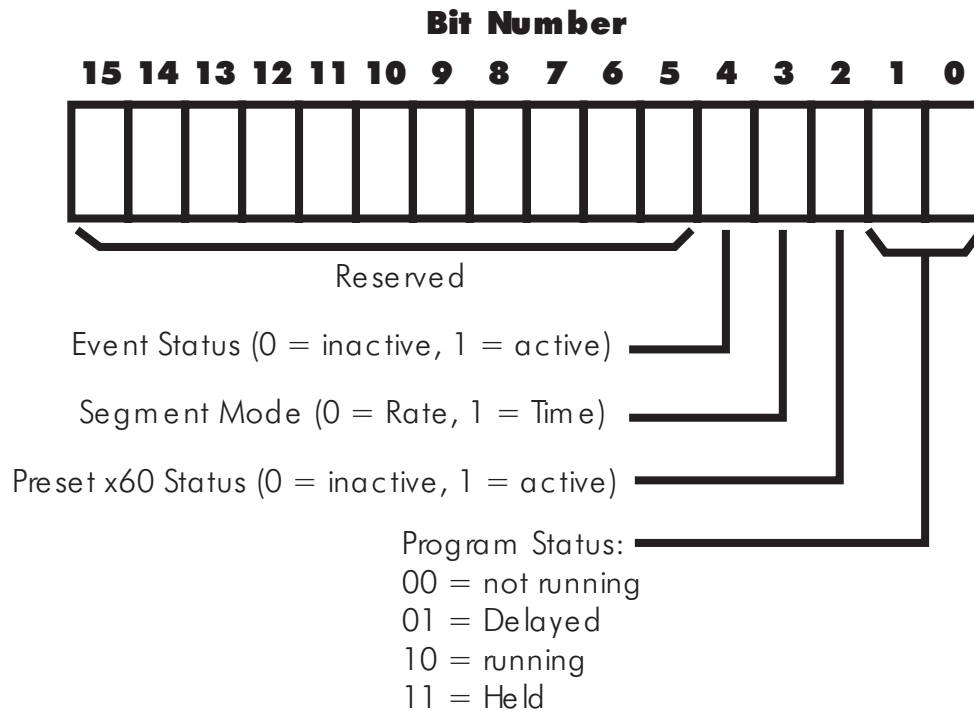 Bit Number
15 14 13 12 11 10 9 8 7 6 5 4 3 2 1 0
Reserved
Event Status (0 = inactive, 1 = active)
Segment Mode (0 = Rate, 1 = Time)
Preset x60 Status (0 = inactive, 1 = active)
Program Status:
00 = not running
01 = Delayed
10 = running
11 = Held